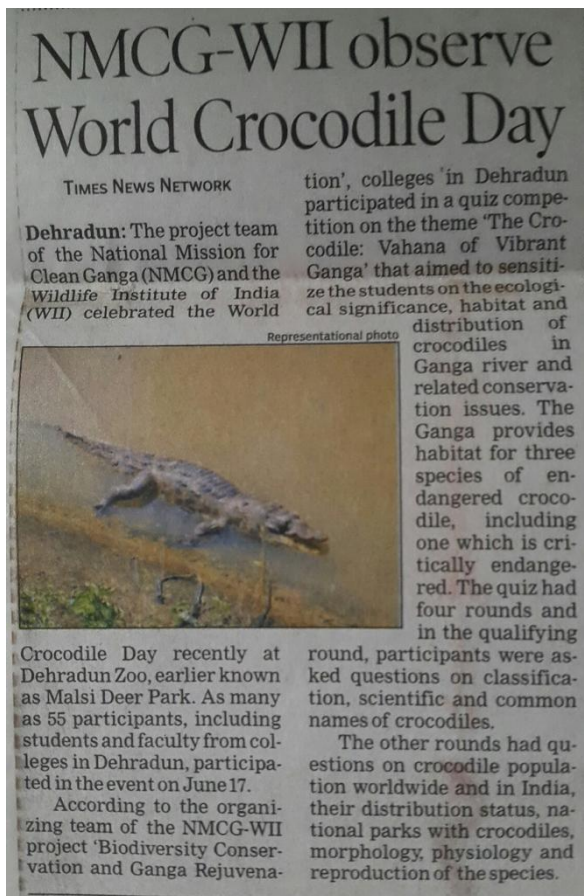 NMCG-WII observe
World Crocodile Day
TIMES NEWS NETWORK
Dehradun: The project team
of the National Mission for
Clean Ganga (NMCG) and the
Wildlife Institute of India
(WII) celebrated the World
Representational photo
Crocodile Day recently at
Dehradun Zoo, earlier known
as Malsi Deer Park. As many
as 55 participants, including
students and faculty from col-
leges in Dehradun, participa-
ted in the event on June 17.
According to the organi-
zing team of the NMCG-WII
project ‘Biodiversity Conser-
vation and Ganga Rejuvena-
tion’, colleges in Dehradun
participated in a quiz compe-
tition on the theme ‘The Cro-
codile: Vahana of Vibrant
Ganga’ that aimed to sensiti-
ze the students on the ecologi-
cal significance, habitat and
distribution of
crocodiles in
Ganga river and
related conserva-
tion issues. The
Ganga provides
habitat for three
species of en-
dangered croco-
dile, including
one which is cri-
tically endange-
red. The quiz had
four rounds and
in the qualifying
round, participants were as-
ked questions on classifica-
tion, scientific and common
names of crocodiles.
The other rounds had qu-
estions on crocodile popula-
tion worldwide and in India,
their distribution status, na-
tional parks with crocodiles,
morphology, physiology and
reproduction of the species.